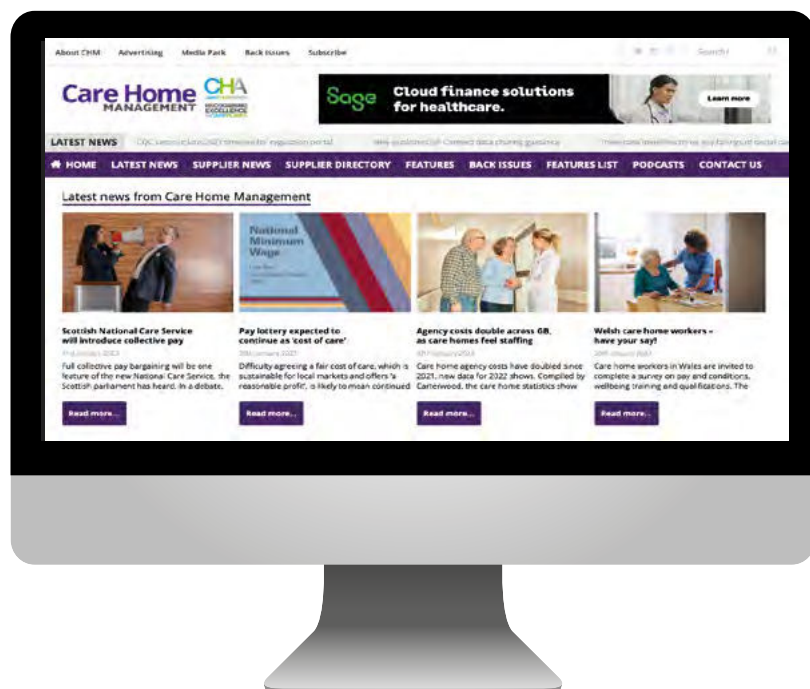 About CHM Advertising Media Pack Back Issues Subscribe
Care Home
MANAGEMENT
CHA
RECOGNISING
EXCELLENCE
Sage
Cloud finance solutions
for healthcare.
Learn more
LATEST NEWS
HOME LATEST NEWS SUPPLIER NEWS SUPPLIER DIRECTORY FEATURES BACK ISSUES FEATURES LIST PODCASTS CONTACT US
Latest news from Care Home Management
National
Minimum
Wage
Scottish National Care Service
will introduce collective pay
Full collective pay bargaining will be one
feature of the new National Care Service, the
Scottish parliament has heard. In a debate,
Read more...
Pay lottery expected to
continue as 'cost of care'
Difficulty agreeing a fair cost of care, which is
sustainable for local markets and offers 'a
reasonable profit', is likely to mean continued
Read more...
Agency costs double across GB,
as care homes feel staffing
Care home agency costs have doubled since
2021, new data for 2022 shows. Compiled by
Carterwood, the care home statistics show
Read more...
Welsh care home workers –
have your say!
Care home workers in Wales are invited to
complete a survey on pay and conditions,
wellbeing training and qualifications. The
Read more...